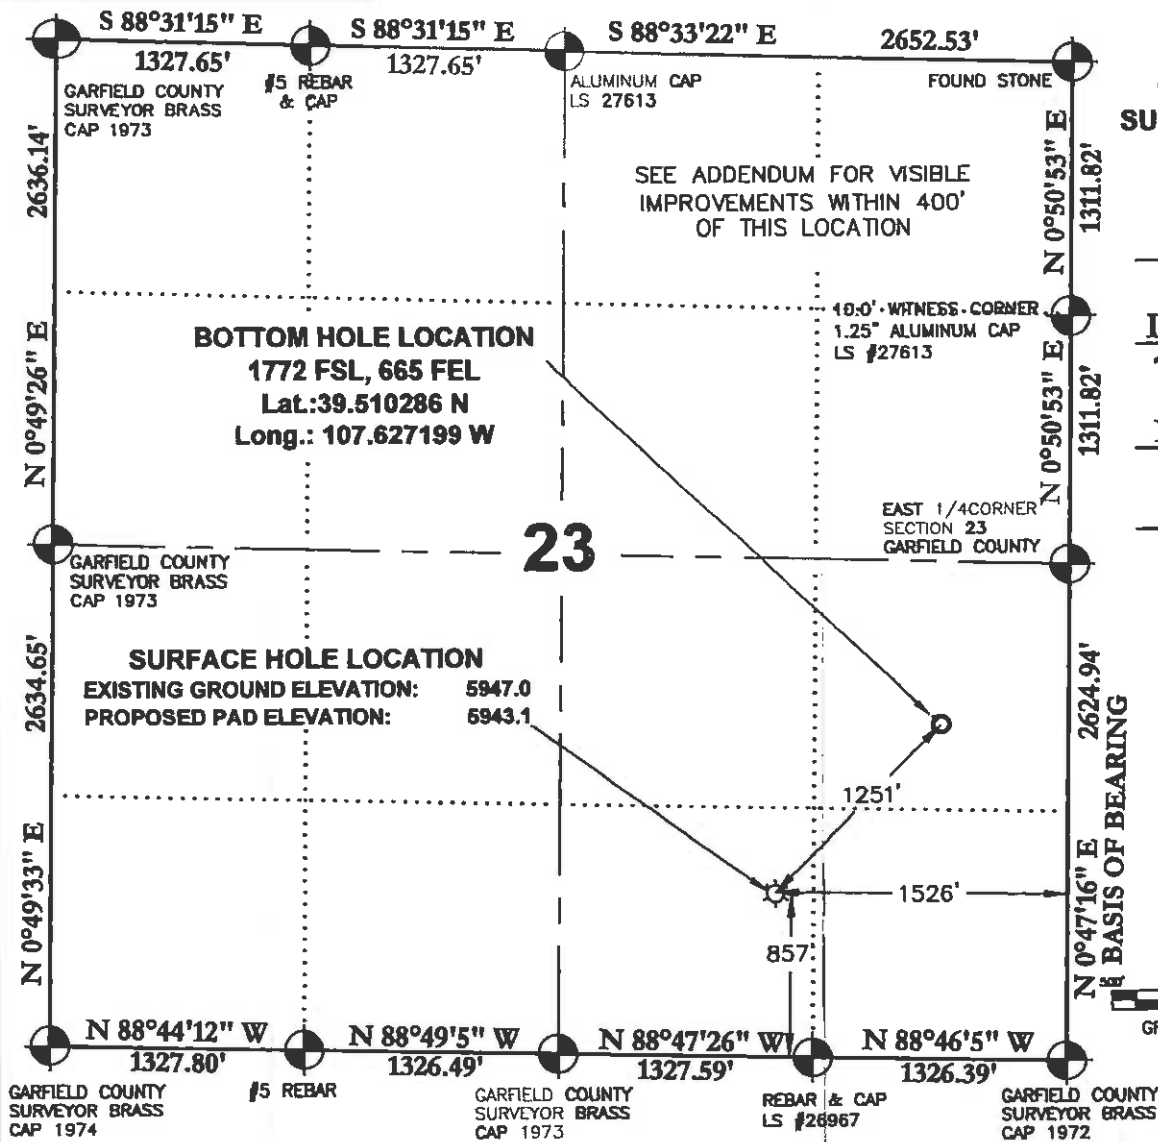 S 88°31'15" E
1327.65'
S 88°31'15" E
1327.65'
S 88°33'22" E
2652.53'
GARFIELD COUNTY
SURVEYOR BRASS
CAP 1973
#5 REBAR
& CAP
ALUMINUM CAP
LS 27613
FOUND STONE
SU
2636.14'
N 0°49'26" E
SEE ADDENDUM FOR VISIBLE
IMPROVEMENTS WITHIN 400'
OF THIS LOCATION
N 0°50'53" E
1311.82'
10.0' WITNESS CORNER
1.25" ALUMINUM CAP
LS #27613
BOTTOM HOLE LOCATION
1772 FSL, 665 FEL
Lat.:39.510286 N
Long.: 107.627199 W
N 0°50'53" E
1311.82'
EAST 1/4CORNER
SECTION 23
GARFIELD COUNTY
23
GARFIELD COUNTY
SURVEYOR BRASS
CAP 1973
SURFACE HOLE LOCATION
EXISTING GROUND ELEVATION: 5947.0
PROPOSED PAD ELEVATION: 5943.1
2634.65'
N 0°49'33" E
2624.94'
N 0°47'16" E
BASIS OF BEARING
1251'
1526'
857'
N 88°44'12" W
1327.80'
N 88°49'5" W
1326.49'
N 88°47'26" W
1327.59'
N 88°46'5" W
1326.39'
GARFIELD COUNTY
SURVEYOR BRASS
CAP 1974
#5 REBAR
GARFIELD COUNTY
SURVEYOR BRASS
CAP 1973
REBAR & CAP
LS #26967
GARFIELD COUNTY
SURVEYOR BRASS
CAP 1972